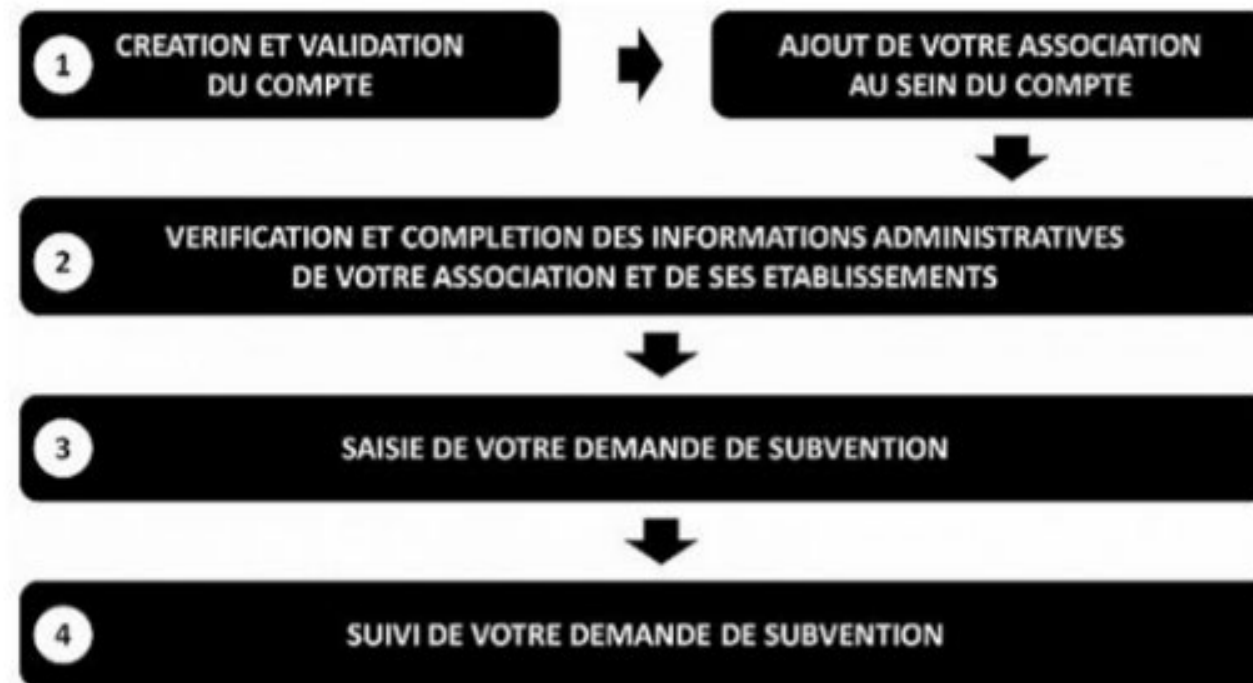 1
CREATION ET VALIDATION
DU COMPTE
AJOUT DE VOTRE ASSOCIATION
AU SEIN DU COMPTE
2
VERIFICATION ET COMPLETION DES INFORMATIONS ADMINISTRATIVES
DE VOTRE ASSOCIATION ET DE SES ETABLISSEMENTS
3
SAISIE DE VOTRE DEMANDE DE SUBVENTION
4
SUIVI DE VOTRE DEMANDE DE SUBVENTION